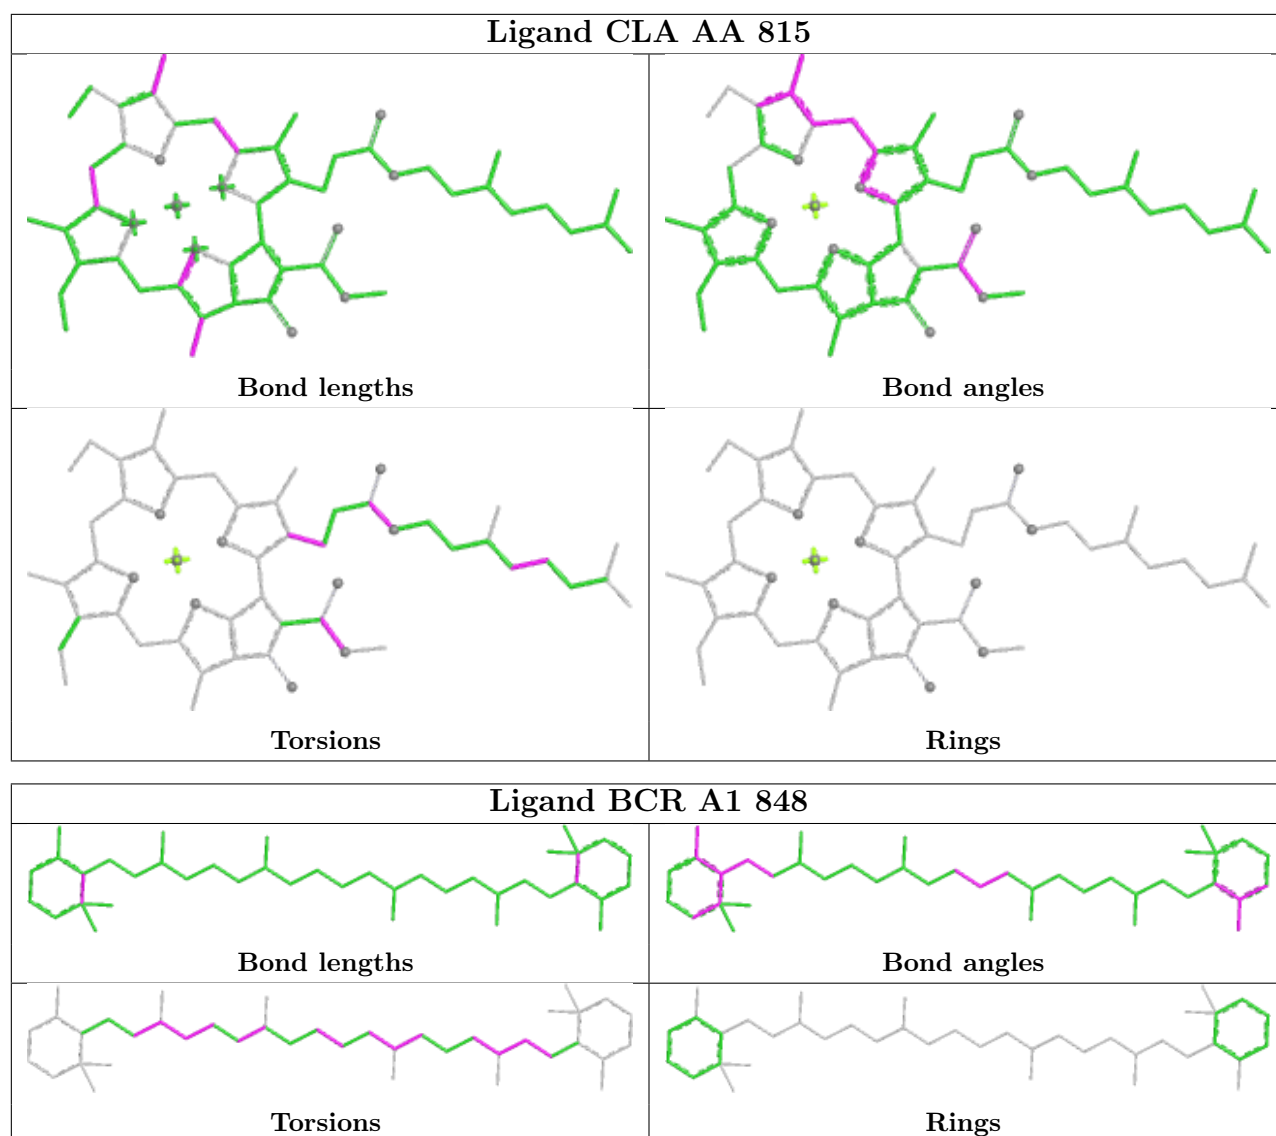 Ligand CLA AA 815
Bond lengths
Bond angles
Torsions
Rings
Ligand BCR A1 848
Bond lengths
Bond angles
Torsions
Rings